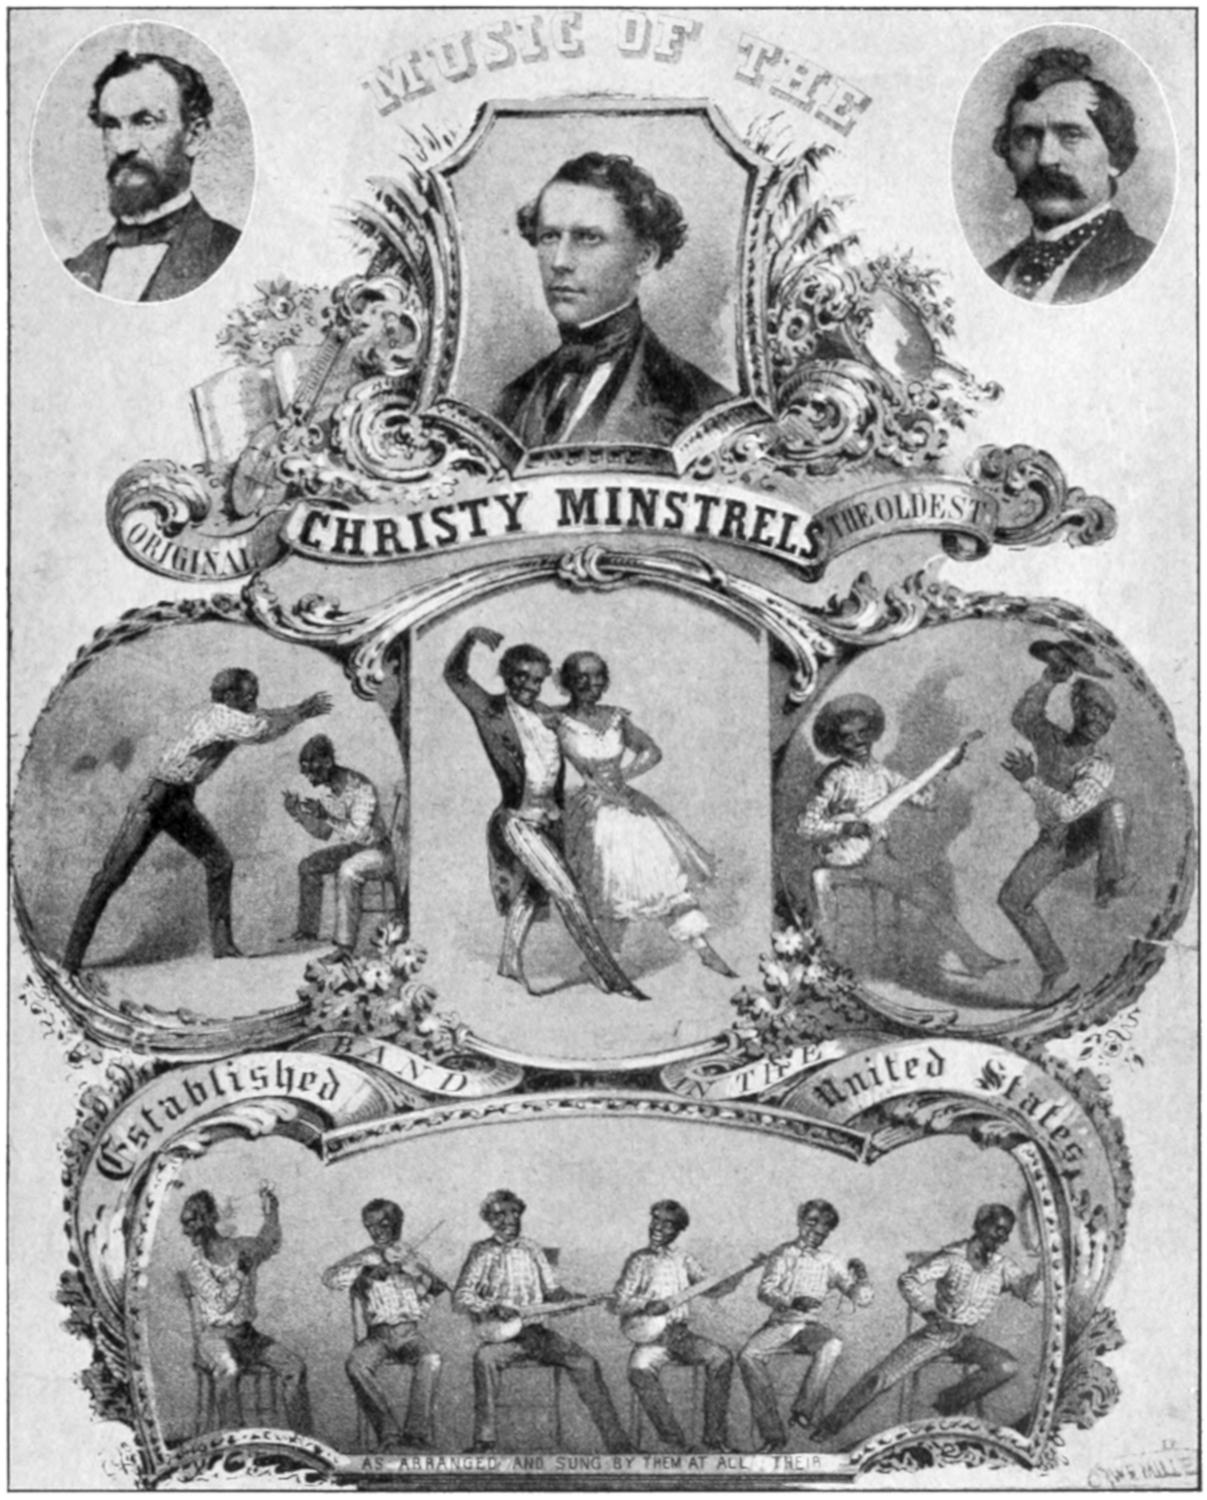 MUSIC OF THE
ORIGINAL CHRISTY MINSTRELS THE OLDEST
Established BAND IN THE United States
AS ARRANGED AND SUNG BY THEM AT ALL THEIR